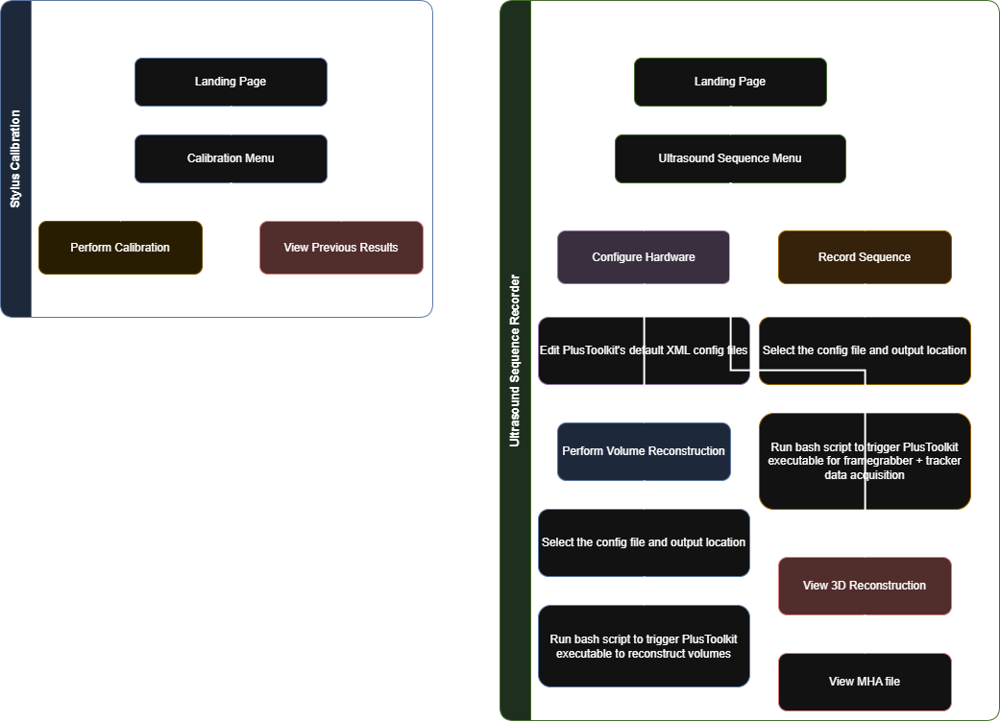 Stylus Calibration
Landing Page
Calibration Menu
Perform Calibration
View Previous Results
Ultrasound Sequence Recorder
Landing Page
Ultrasound Sequence Menu
Configure Hardware
Record Sequence
Edit PlusToolkit's default XML config files
Select the config file and output location
Perform Volume Reconstruction
Run bash script to trigger PlusToolkit
executable for framegrabber + tracker
data acquisition
Select the config file and output location
View 3D Reconstruction
Run bash script to trigger PlusToolkit
executable to reconstruct volumes
View MHA file